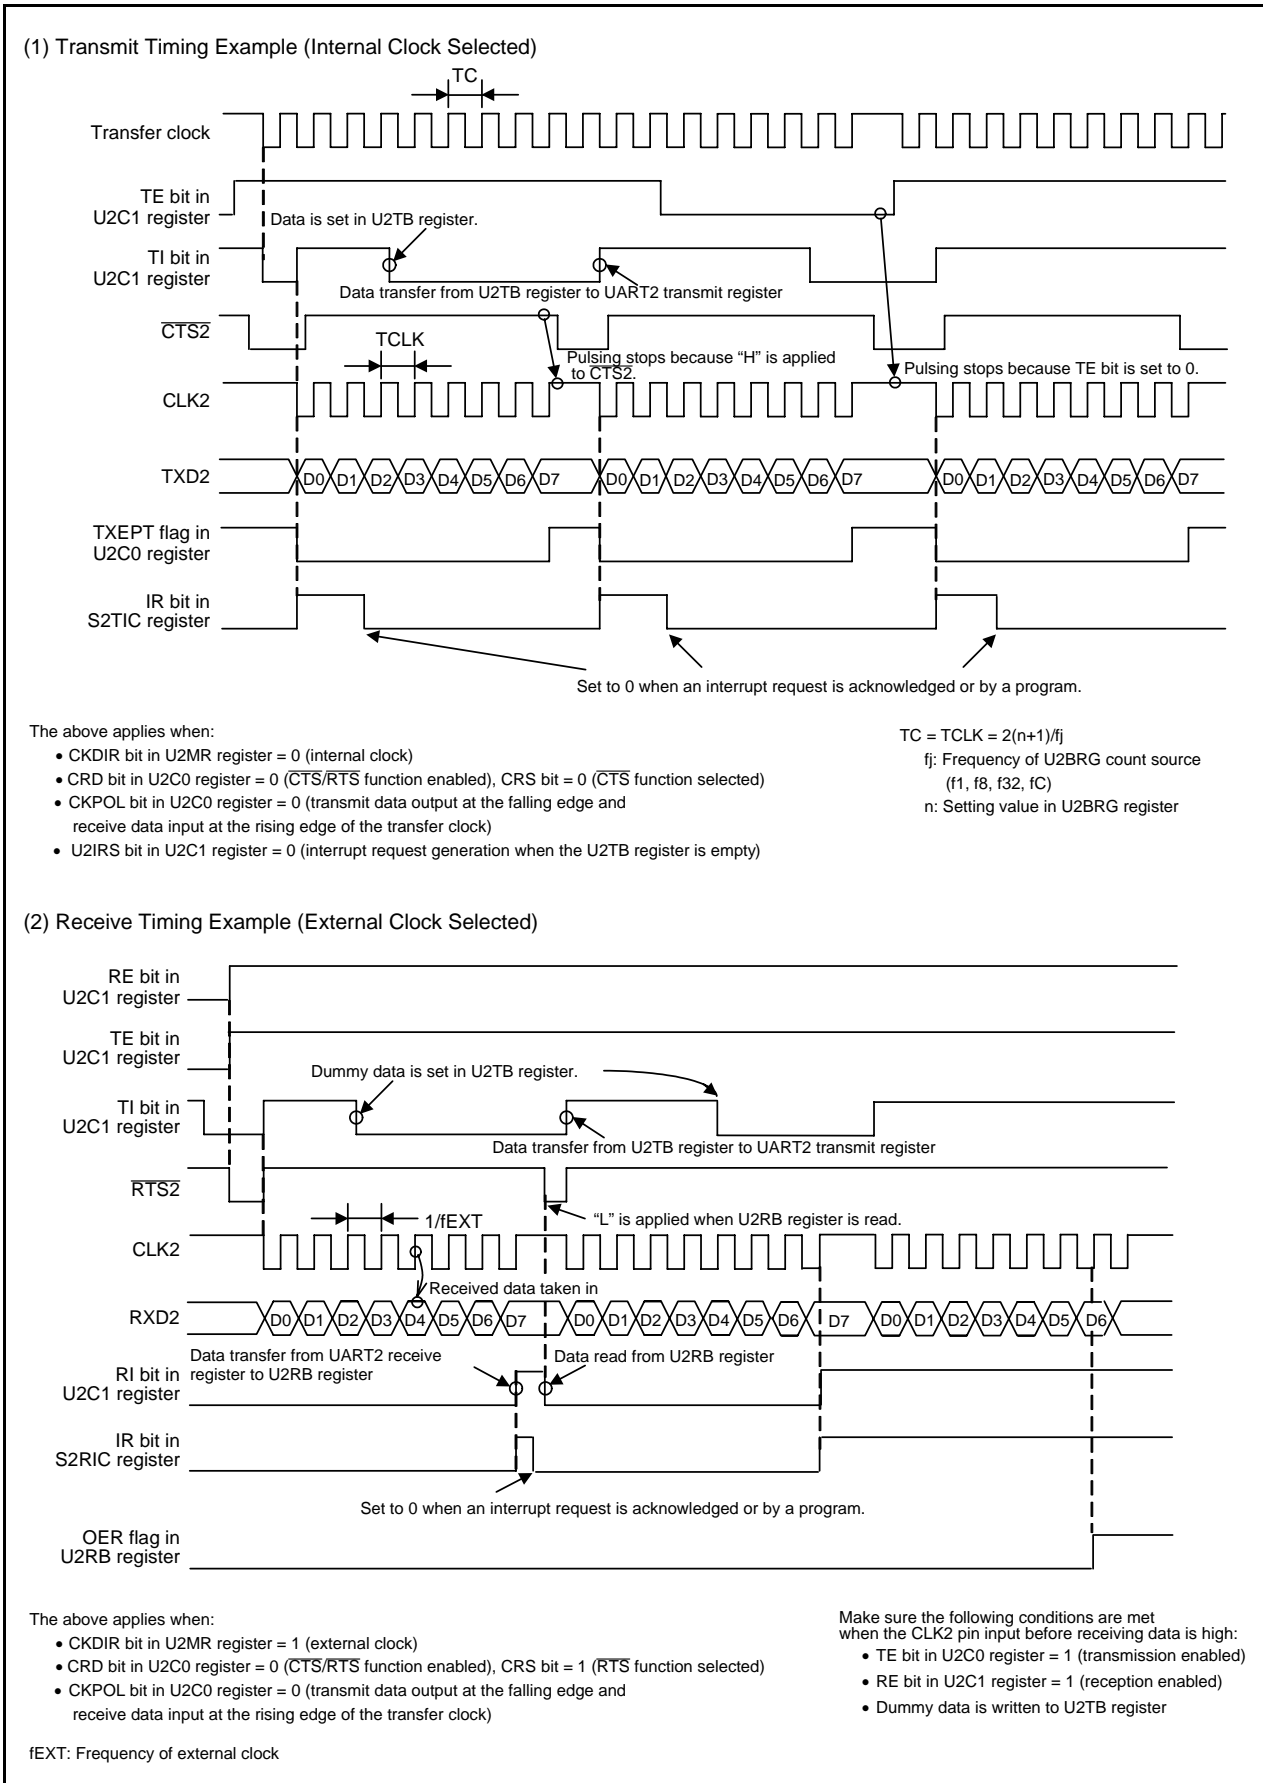 (1) Transmit Timing Example (Internal Clock Selected)
TC
Transfer clock
TE bit in
U2C1 register
Data is set in U2TB register.
TI bit in
U2C1 register
Data transfer from U2TB register to UART2 transmit register
CTS2
TCLK
Pulsing stops because “H” is applied
to CTS2.
Pulsing stops because TE bit is set to 0.
CLK2
TXD2
D0 D1 D2 D3 D4 D5 D6 D7 D0 D1 D2 D3 D4 D5 D6 D7 D0 D1 D2 D3 D4 D5 D6 D7
TXEPT flag in
U2C0 register
IR bit in
S2TIC register
Set to 0 when an interrupt request is acknowledged or by a program.
The above applies when:
• CKDIR bit in U2MR register = 0 (internal clock)
• CRD bit in U2C0 register = 0 (CTS/RTS function enabled), CRS bit = 0 (CTS function selected)
• CKPOL bit in U2C0 register = 0 (transmit data output at the falling edge and
receive data input at the rising edge of the transfer clock)
• U2IRS bit in U2C1 register = 0 (interrupt request generation when the U2TB register is empty)
TC = TCLK = 2(n+1)/fj
fj: Frequency of U2BRG count source
(f1, f8, f32, fC)
n: Setting value in U2BRG register
(2) Receive Timing Example (External Clock Selected)
RE bit in
U2C1 register
TE bit in
U2C1 register
Dummy data is set in U2TB register.
TI bit in
U2C1 register
Data transfer from U2TB register to UART2 transmit register
RTS2
1/fEXT
“L” is applied when U2RB register is read.
CLK2
Received data taken in
RXD2
D0 D1 D2 D3 D4 D5 D6 D7 D0 D1 D2 D3 D4 D5 D6 D7 D0 D1 D2 D3 D4 D5 D6
Data transfer from UART2 receive
register to U2RB register
Data read from U2RB register
RI bit in
U2C1 register
IR bit in
S2RIC register
Set to 0 when an interrupt request is acknowledged or by a program.
OER flag in
U2RB register
The above applies when:
• CKDIR bit in U2MR register = 1 (external clock)
• CRD bit in U2C0 register = 0 (CTS/RTS function enabled), CRS bit = 1 (RTS function selected)
• CKPOL bit in U2C0 register = 0 (transmit data output at the falling edge and
receive data input at the rising edge of the transfer clock)
Make sure the following conditions are met
when the CLK2 pin input before receiving data is high:
• TE bit in U2C0 register = 1 (transmission enabled)
• RE bit in U2C1 register = 1 (reception enabled)
• Dummy data is written to U2TB register
fEXT: Frequency of external clock